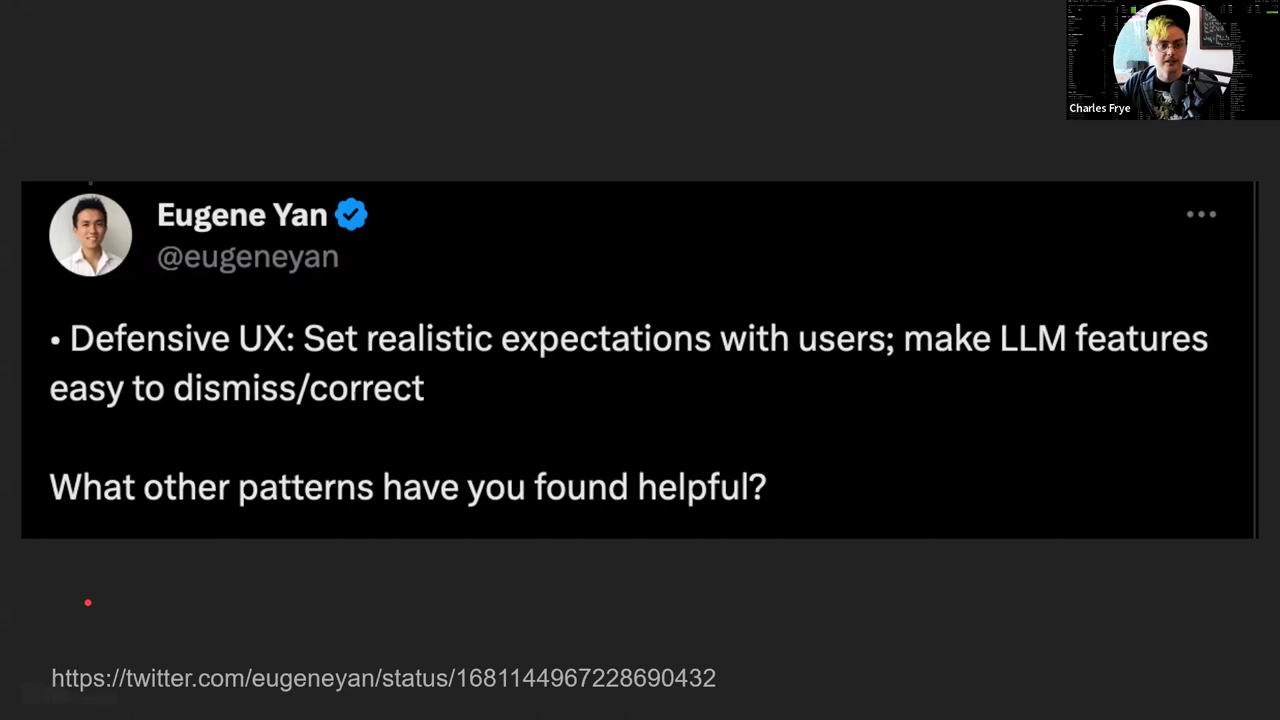 Charles Frye
Eugene Yan
@eugeneyan
• Defensive UX: Set realistic expectations with users; make LLM features
easy to dismiss/correct
What other patterns have you found helpful?
https://twitter.com/eugeneyan/status/1681144967228690432